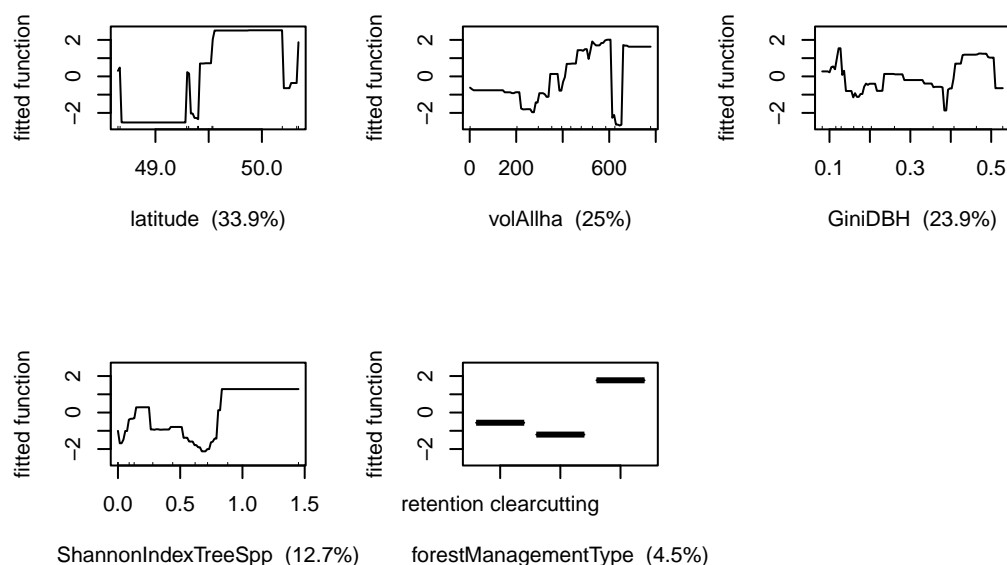 fitted function
2
0
−2
49.0 50.0
latitude (33.9%)
fitted function
2
0
−2
0 200 600
volAllha (25%)
fitted function
2
0
−2
0.1 0.3 0.5
GiniDBH (23.9%)
fitted function
2
0
−2
0.0 0.5 1.0 1.5
ShannonIndexTreeSpp (12.7%)
fitted function
2
0
−2
retention clearcutting
forestManagementType (4.5%)